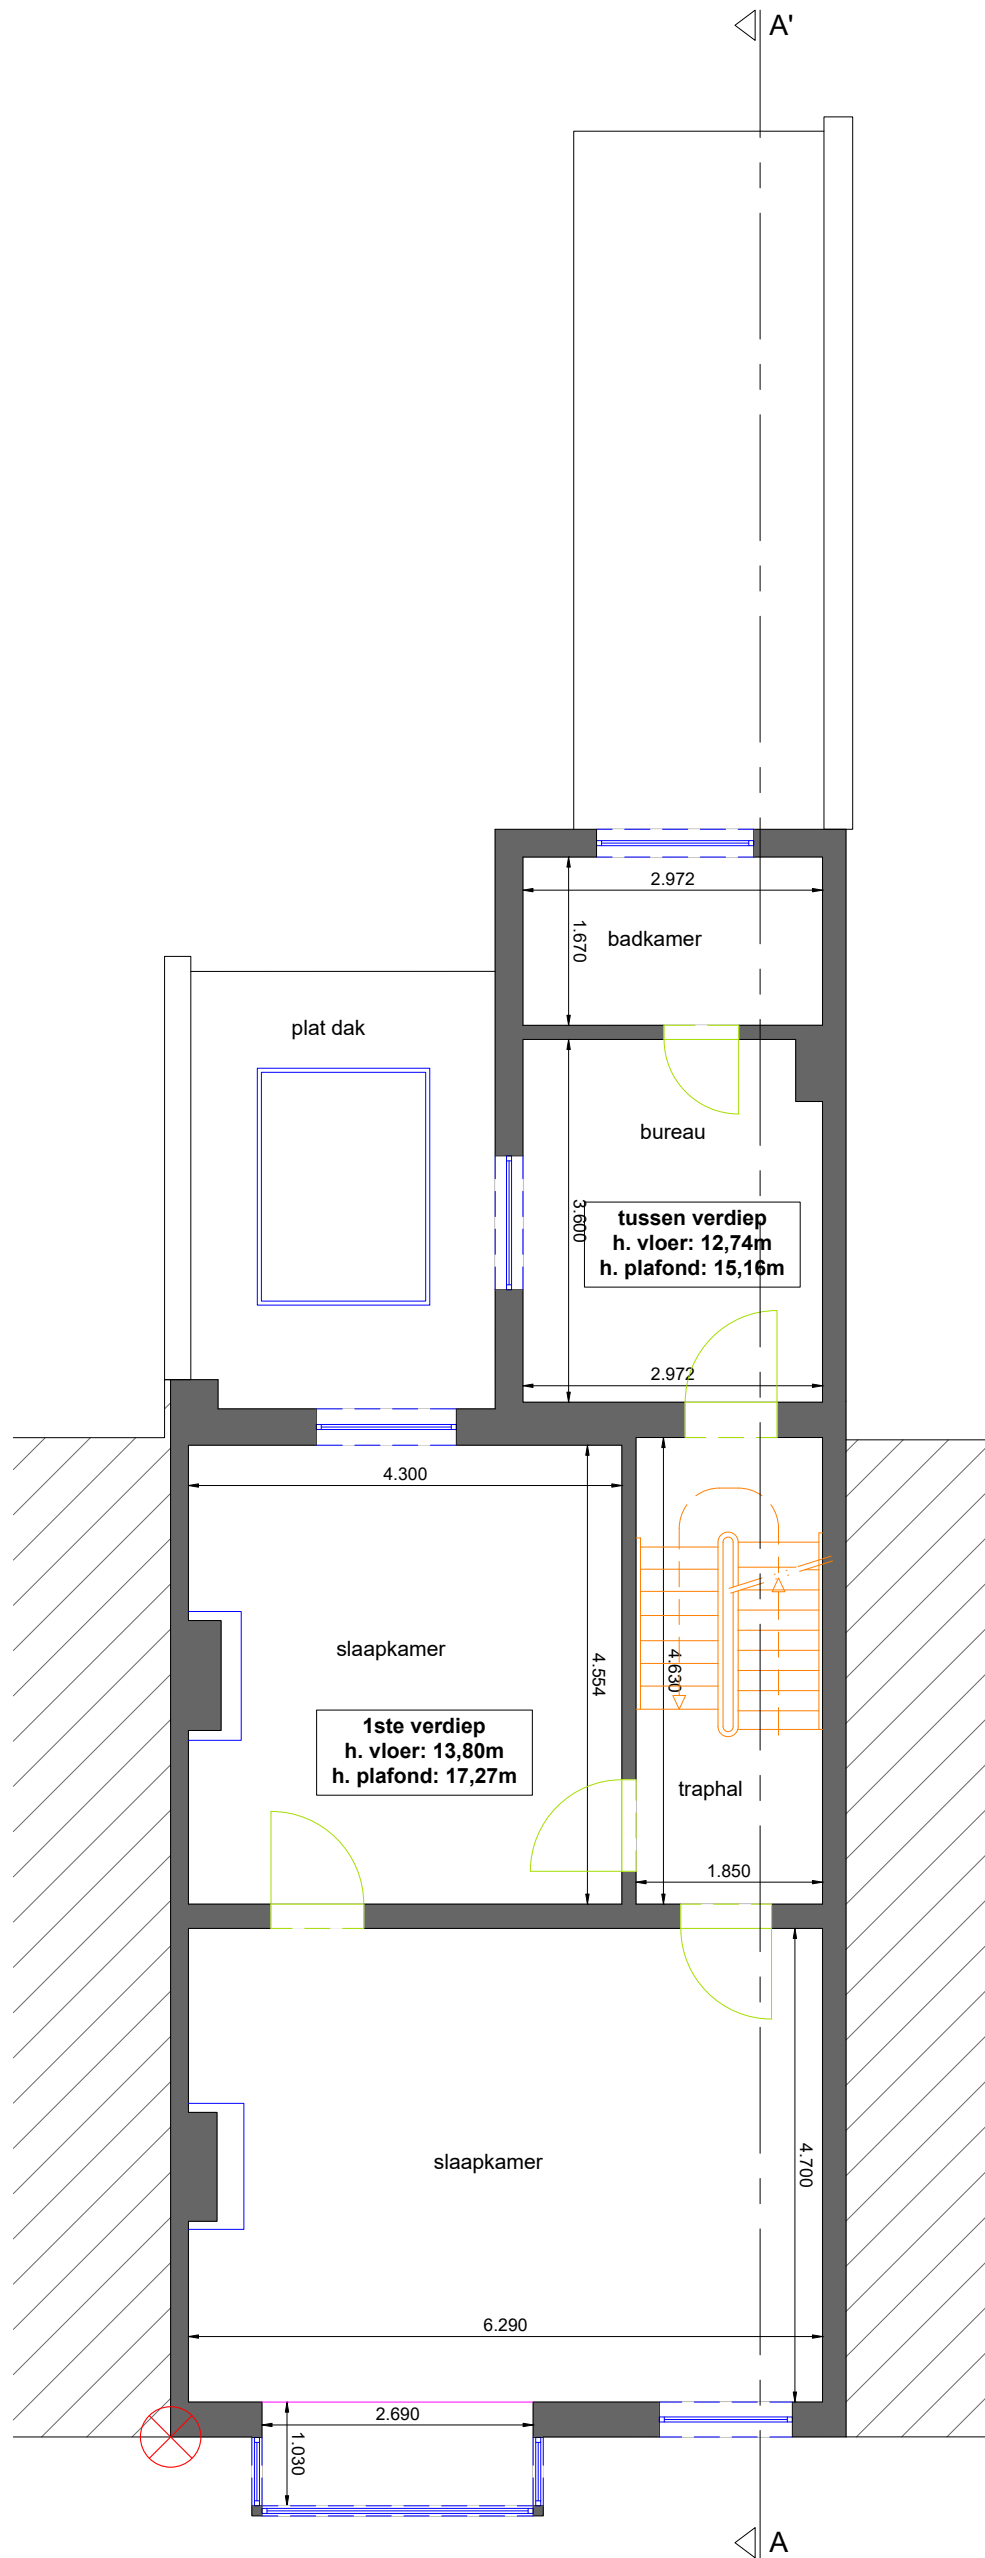 A'
2.972
1.670
badkamer
plat dak
bureau
3.600
tussen verdiep
h. vloer: 12,74m
h. plafond: 15,16m
2.972
4.300
slaapkamer
4.554
4.630
1ste verdiep
h. vloer: 13,80m
h. plafond: 17,27m
traphal
1.850
4.700
slaapkamer
6.290
2.690
1.030
A